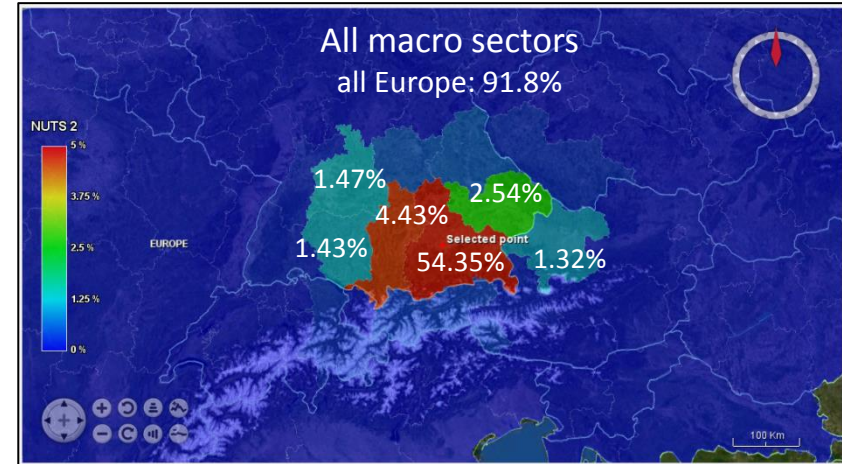 All macro sectors
all Europe: 91.8%
NUTS 2
5 %
3.75 %
2.5 %
1.25 %
0 %
EUROPE
1.47%
2.54%
4.43%
Selected point
1.43%
54.35%
1.32%
100 Km